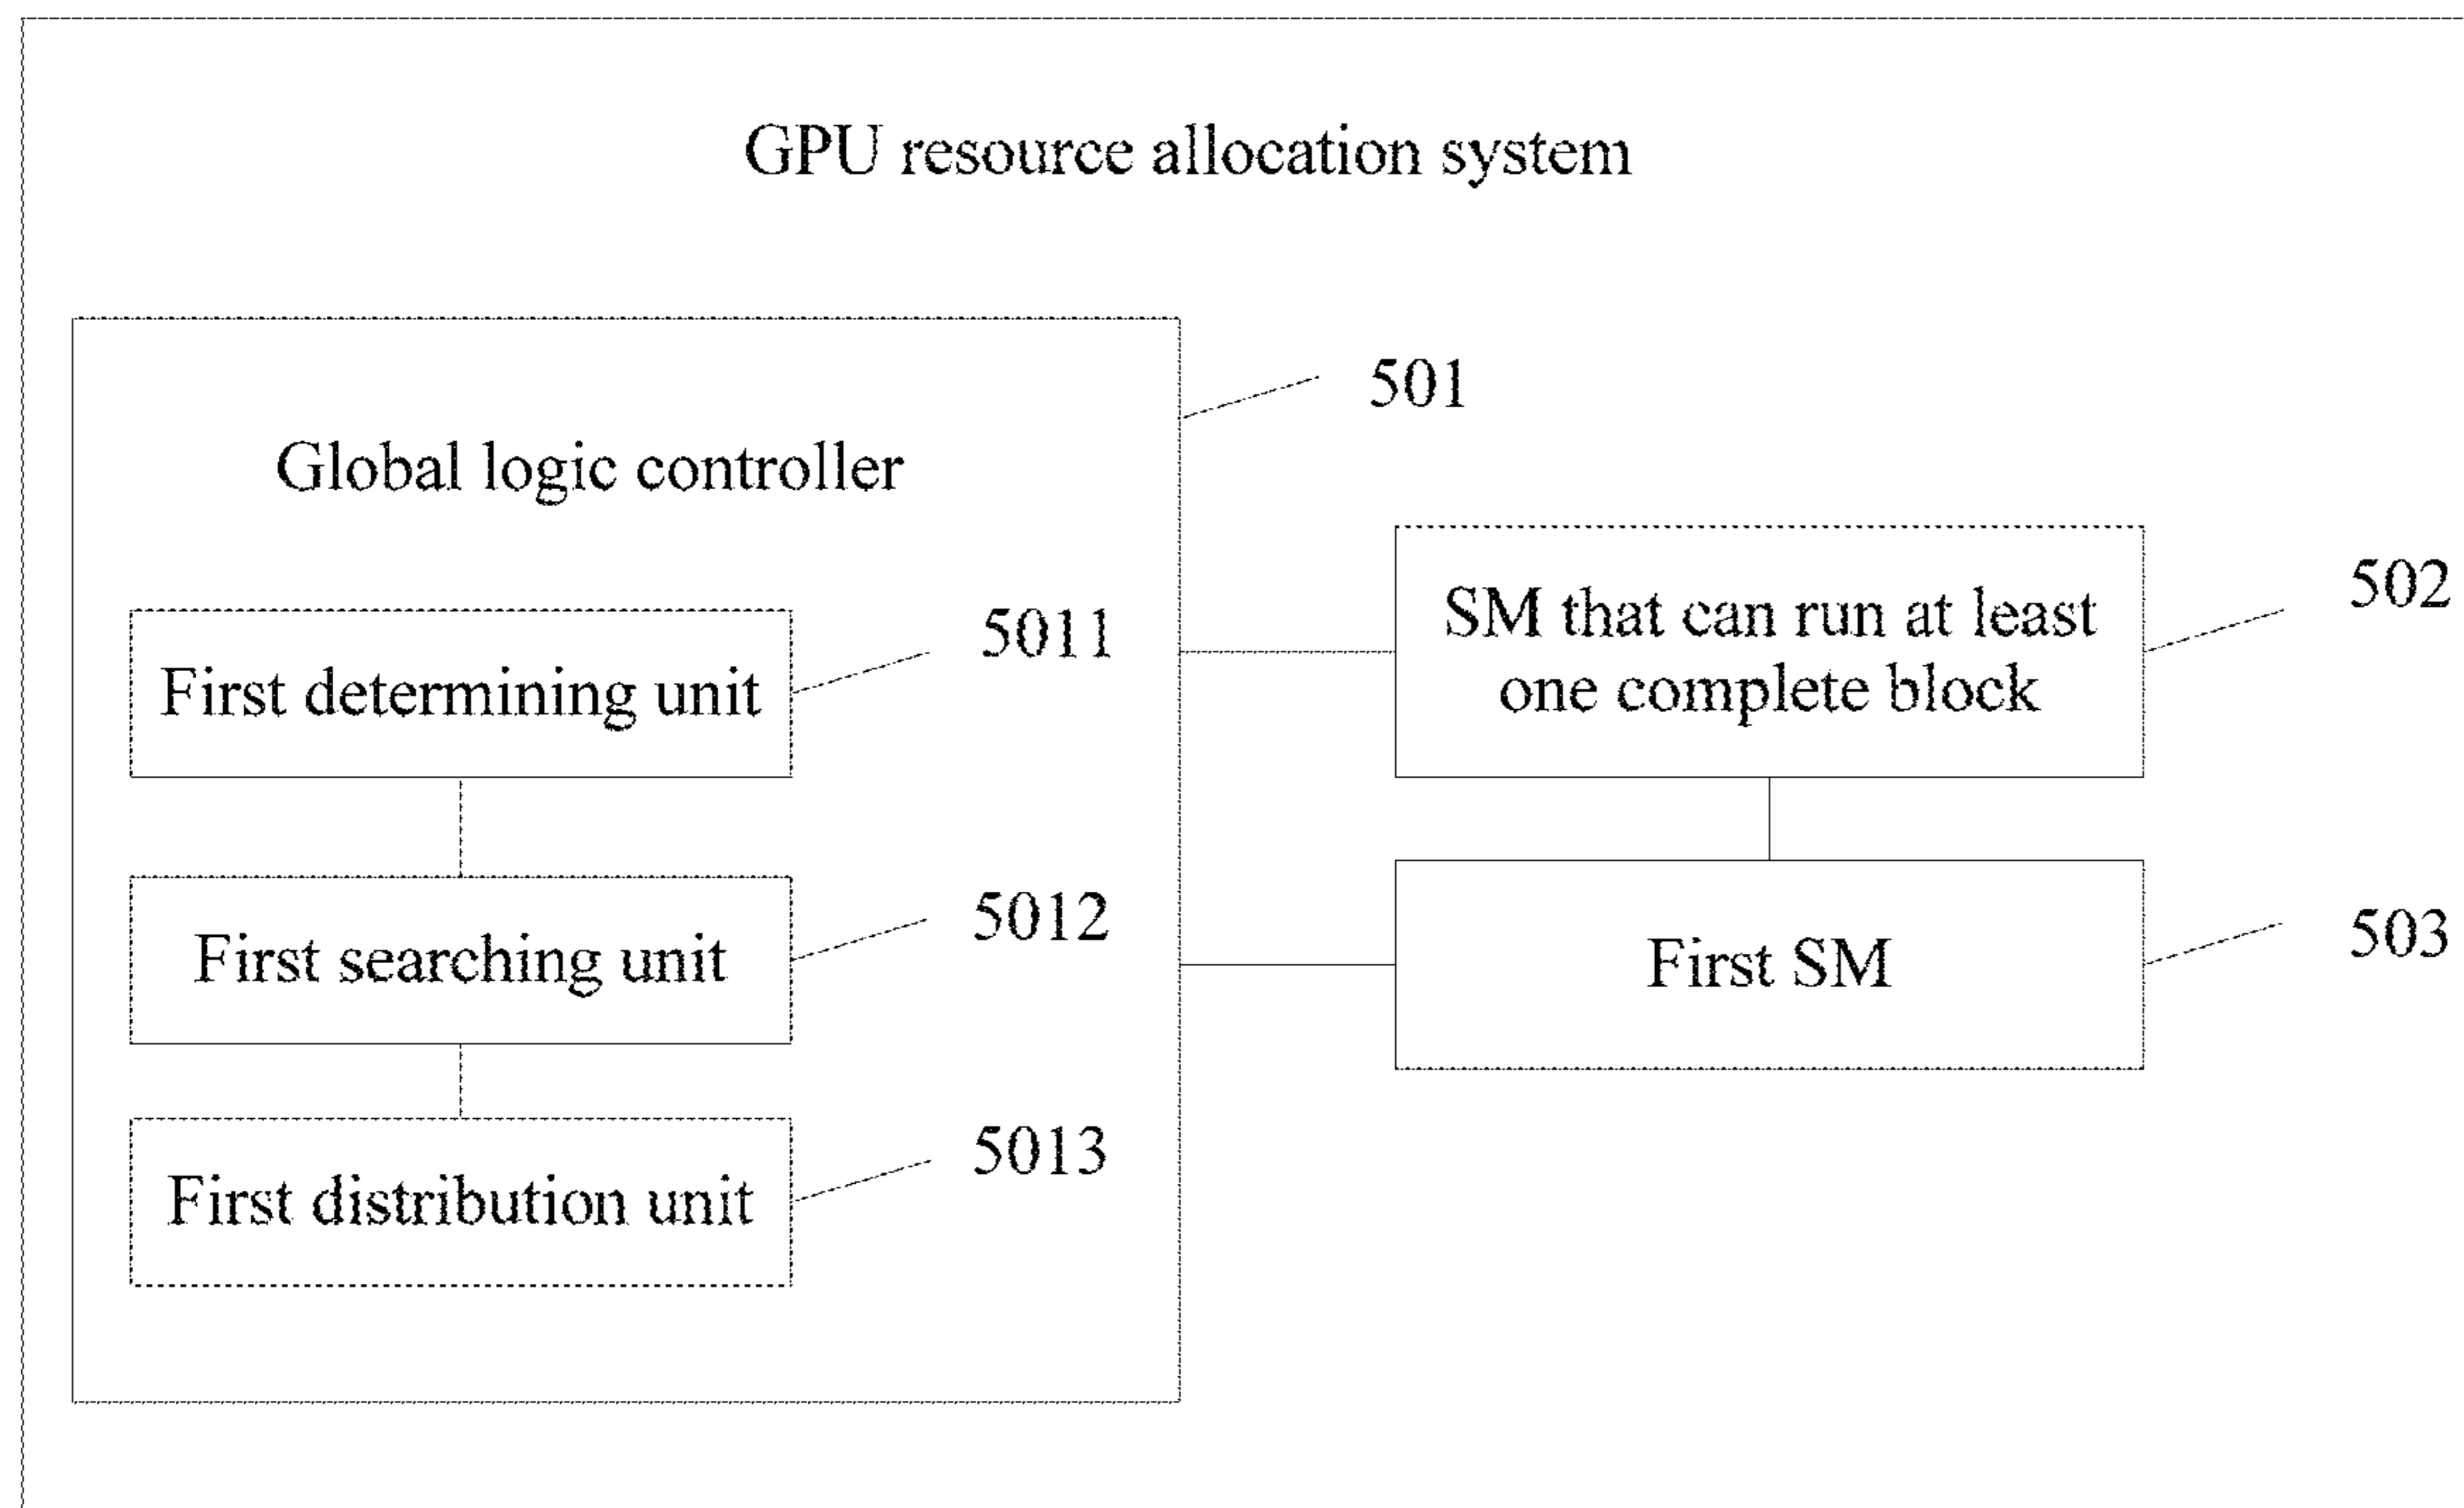 GPU resource allocation system
501
Global logic controller
502
SM that can run at least
one complete block
5011
First determining unit
5012
First searching unit
503
First SM
5013
First distribution unit